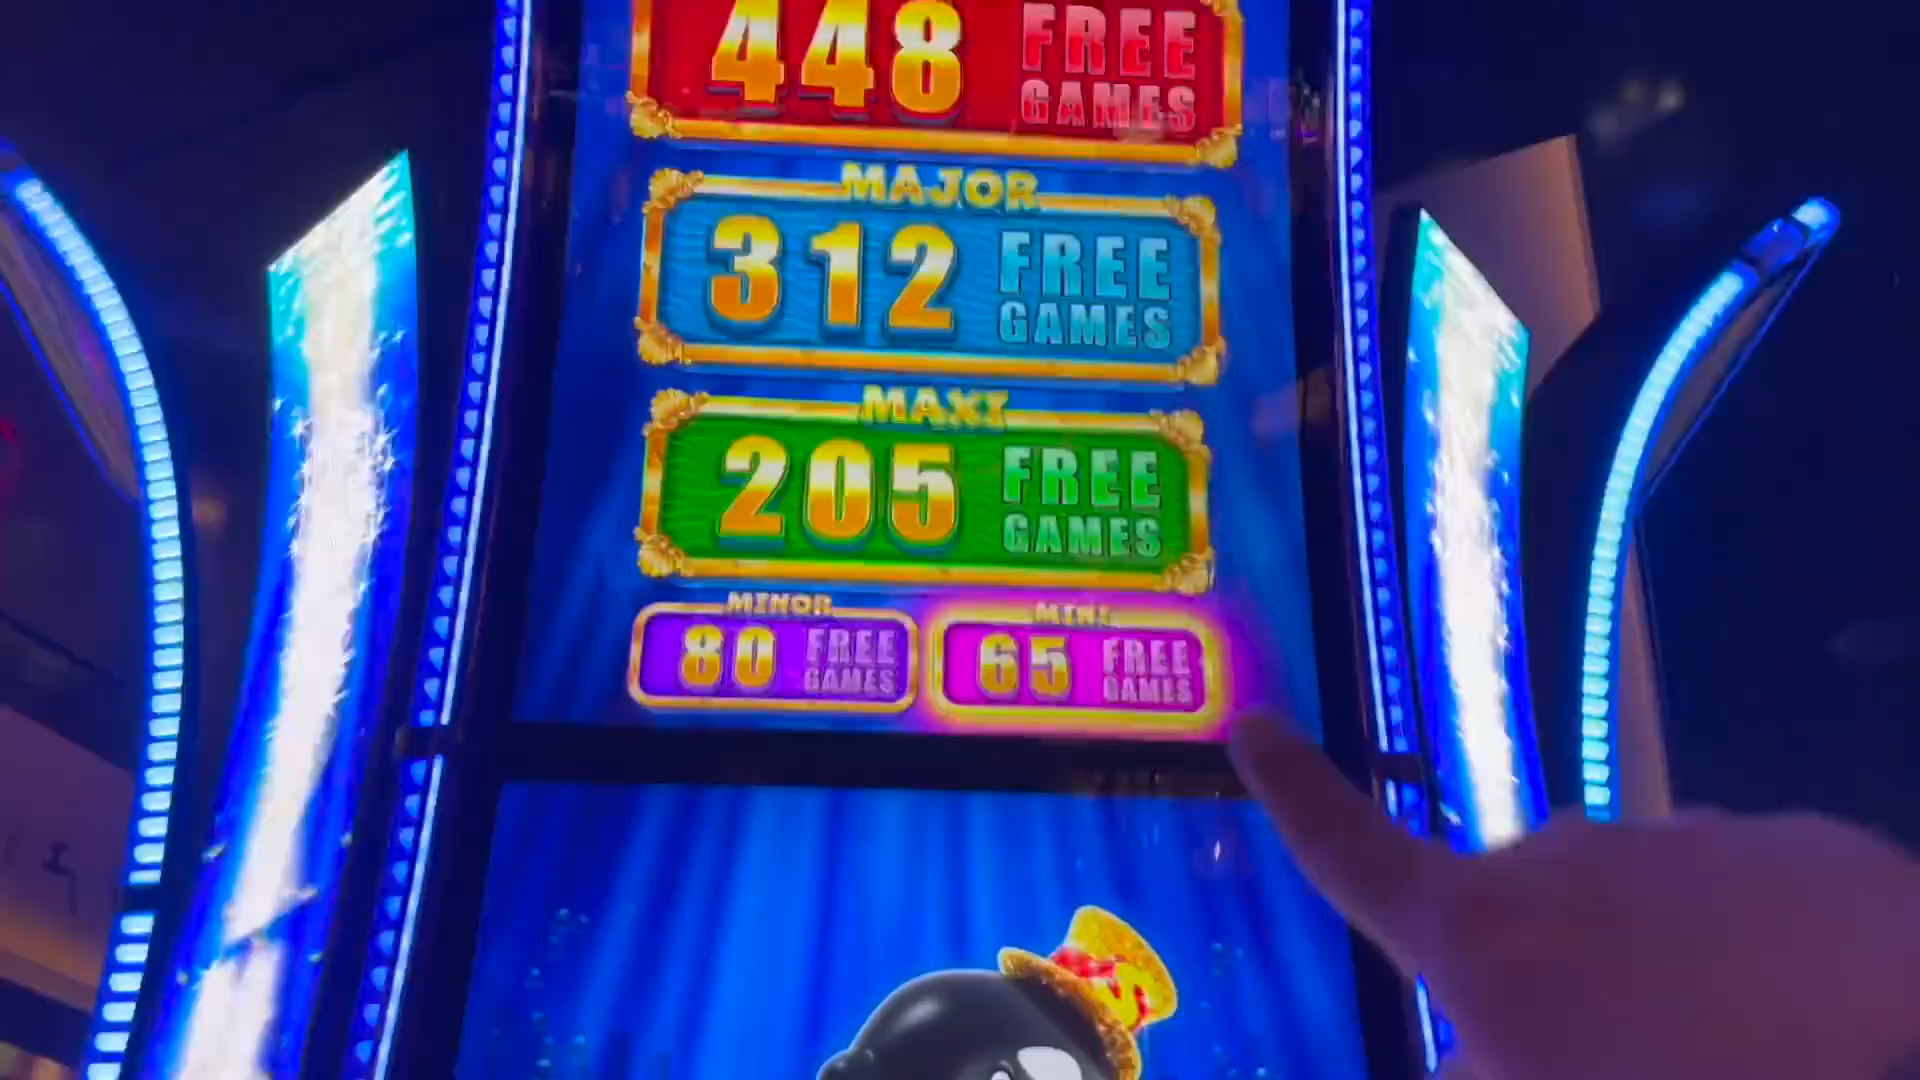 448 FREE GAMES
MAJOR
312 FREE GAMES
MAXI
205 FREE GAMES
MINOR
80 FREE GAMES
MINI
65 FREE GAMES